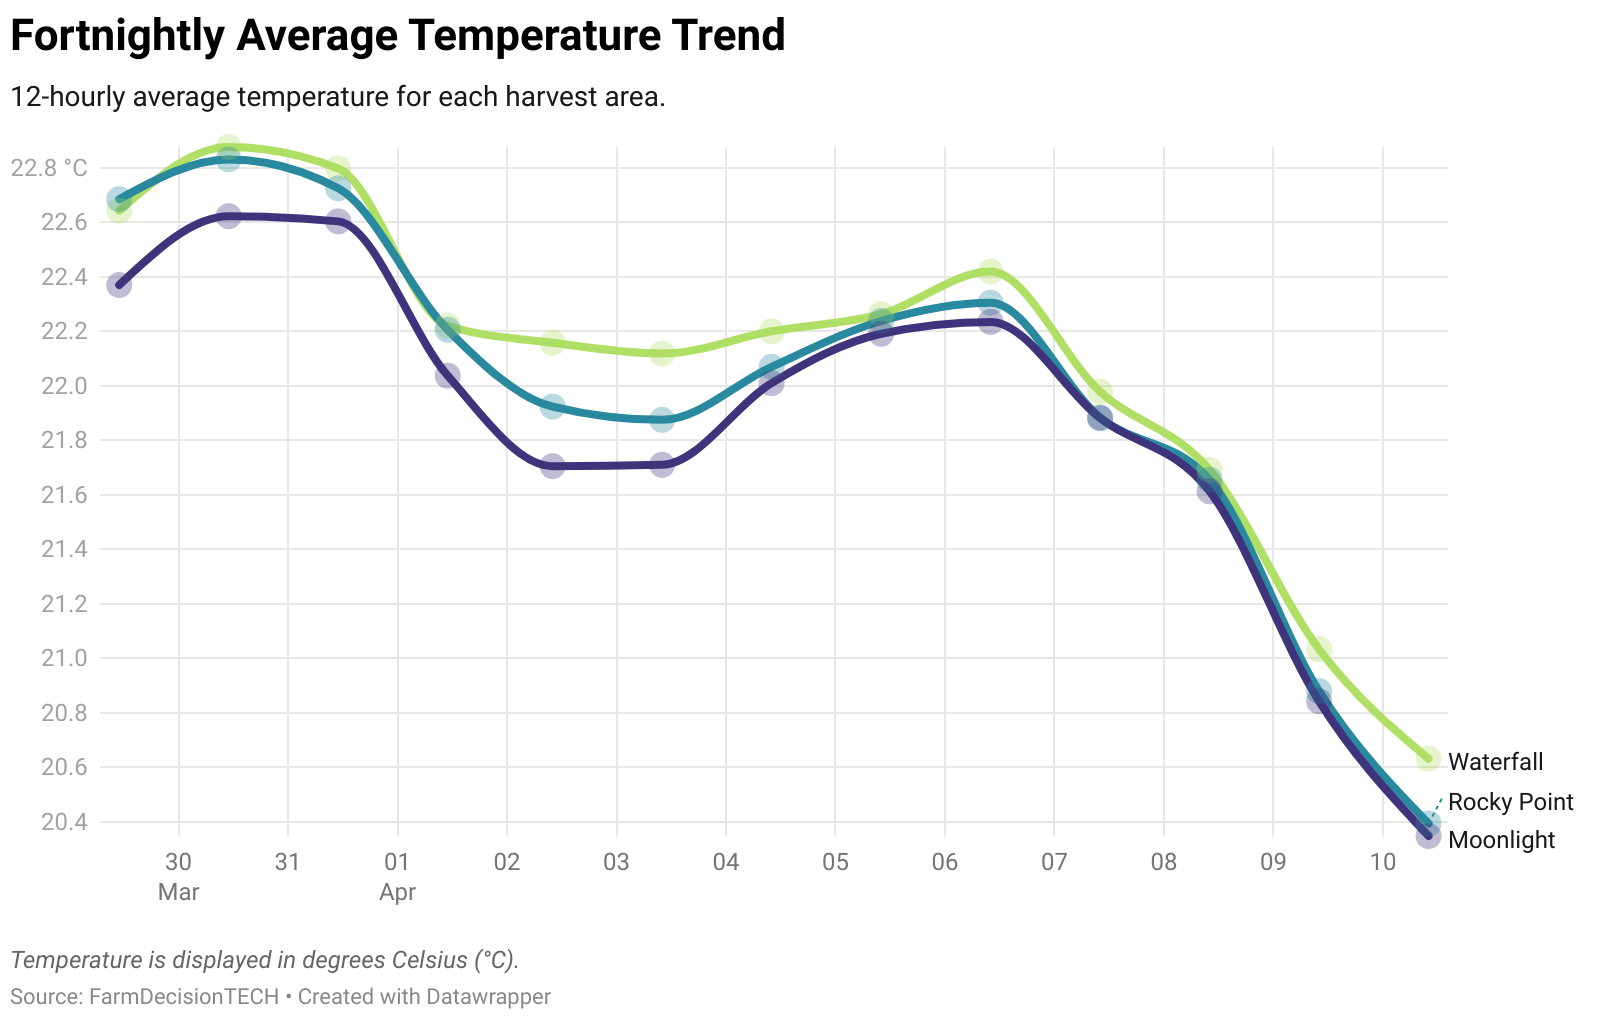 Fortnightly Average Temperature Trend
12-hourly average temperature for each harvest area.
22.8 °C
22.6
22.4
22.2
22.0
21.8
21.6
21.4
21.2
21.0
20.8
20.6
20.4
Waterfall
Rocky Point
Moonlight
30 31 01 02 03 04 05 06 07 08 09 10
Mar Apr
Temperature is displayed in degrees Celsius (°C).
Source: FarmDecisionTECH • Created with Datawrapper